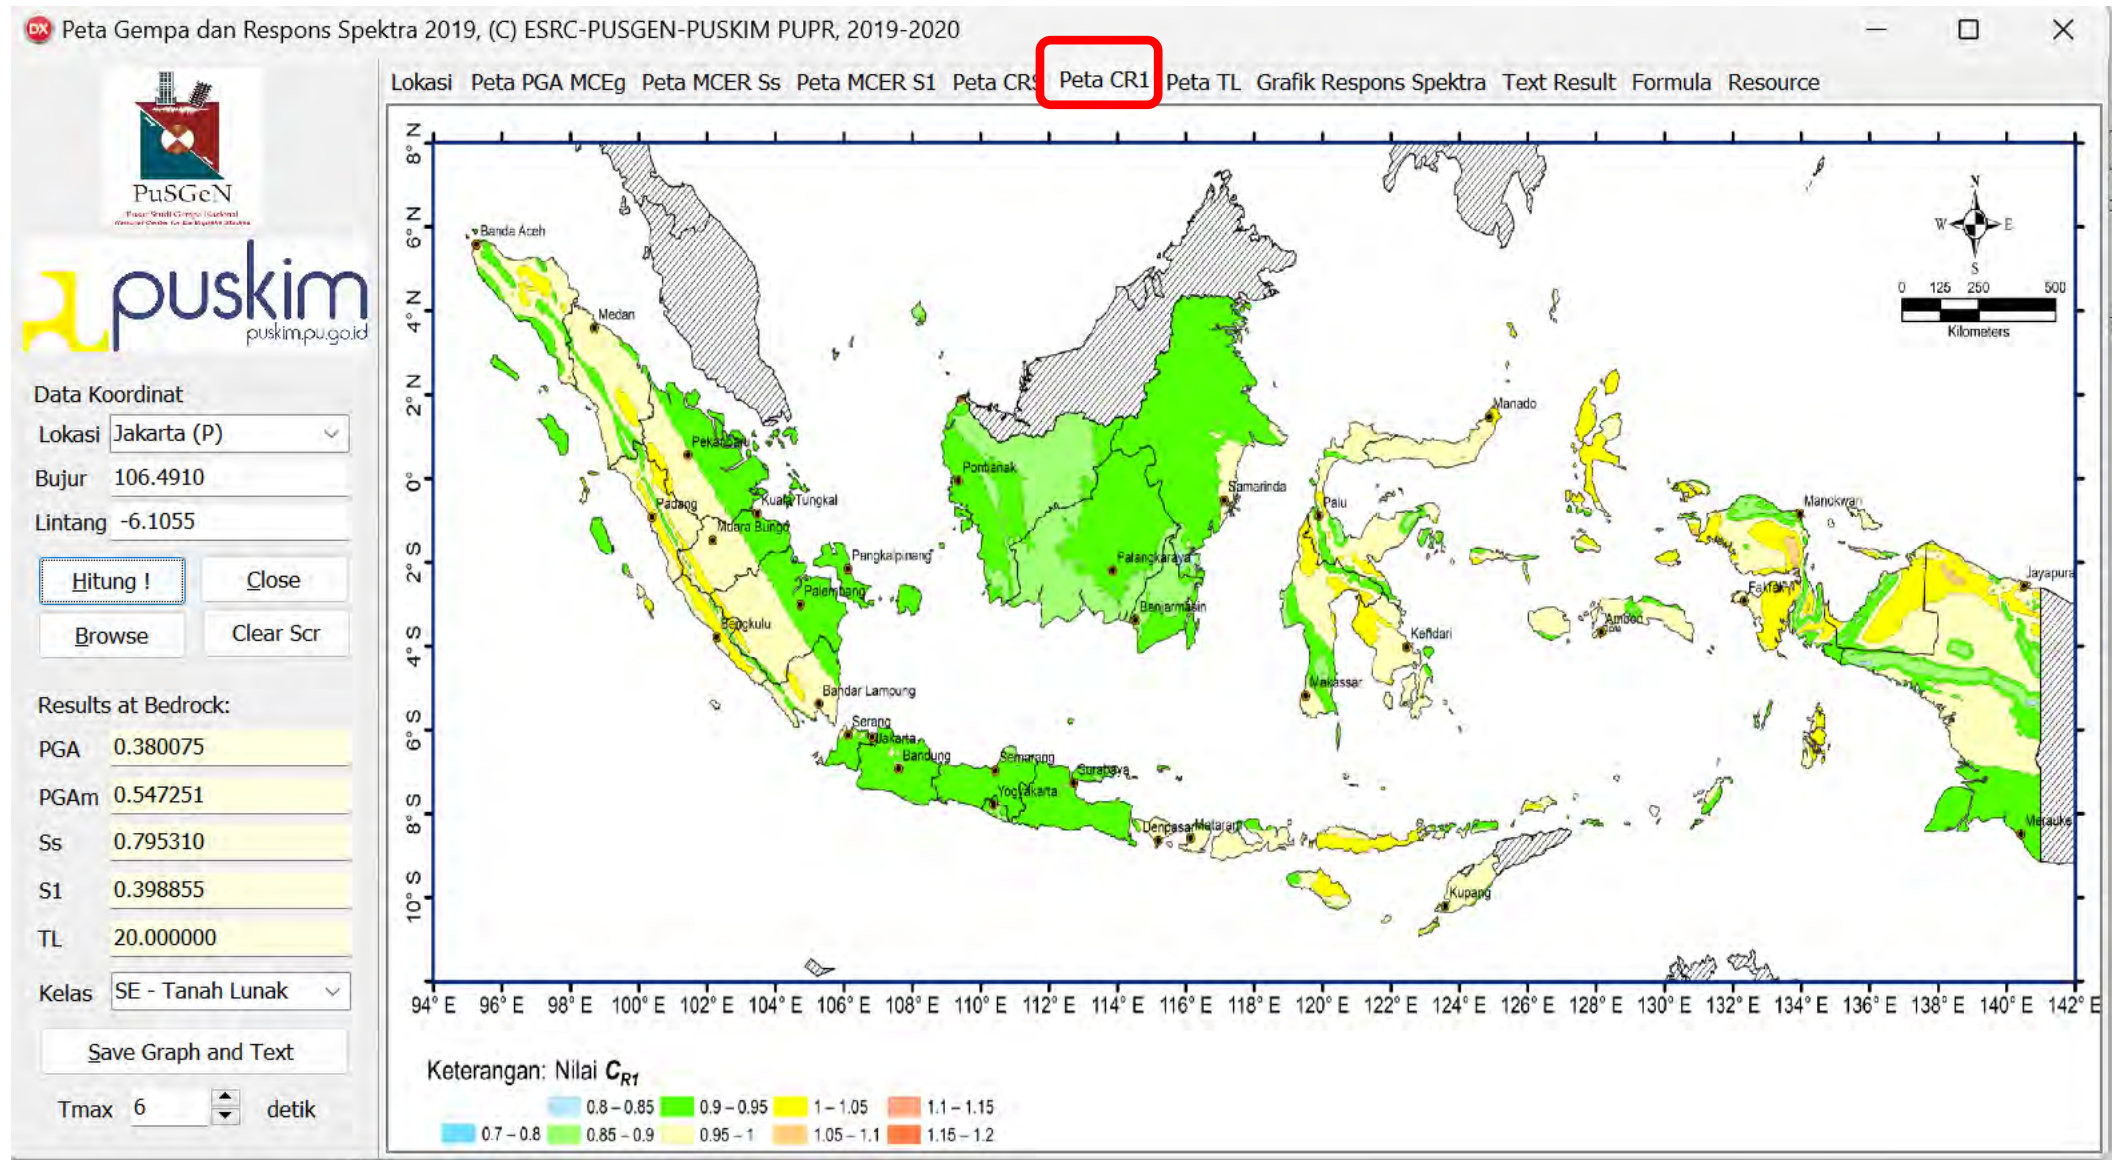 Peta Gempa dan Respons Spektra 2019, (C) ESRC-PUSGEN-PUSKIM PUPR, 2019-2020
Lokasi Peta PGA MCEg Peta MCER Ss Peta MCER S1 Peta CRS Peta CR1 Peta TL Grafik Respons Spektra Text Result Formula Resource
PuSGeN
Pusat Studi Gempa Nasional
National Center for Earthquake Studies
puskim
puskim.pu.go.id
Data Koordinat
Lokasi Jakarta (P)
Bujur 106.4910
Lintang -6.1055
Hitung ! Close
Browse Clear Scr
Results at Bedrock:
PGA 0.380075
PGAm 0.547251
Ss 0.795310
S1 0.398855
TL 20.000000
Kelas SE - Tanah Lunak
Save Graph and Text
Tmax 6 detik
8° N
6° N
4° N
2° N
0°
2° S
4° S
6° S
8° S
10° S
N
W E
S
0 125 250 500
Kilometers
Banda Aceh
Medan
Pekanbaru
Kuala Tungkal
Padang
Muara Bungo
Pangkalpinang
Palembang
Bengkulu
Bandar Lampung
Serang
Jakarta
Bandung
Semarang
Surabaya
Yogyakarta
Denpasar
Mataram
Kupang
Pontianak
Samarinda
Palangkaraya
Banjarmasin
Manado
Palu
Kendari
Makassar
Ambon
Manokwari
Fakfak
Jayapura
Merauke
94° E 96° E 98° E 100° E 102° E 104° E 106° E 108° E 110° E 112° E 114° E 116° E 118° E 120° E 122° E 124° E 126° E 128° E 130° E 132° E 134° E 136° E 138° E 140° E 142° E
Keterangan: Nilai CR1
0.8 – 0.85 0.9 – 0.95 1 – 1.05 1.1 – 1.15
0.7 – 0.8 0.85 – 0.9 0.95 – 1 1.05 – 1.1 1.15 – 1.2